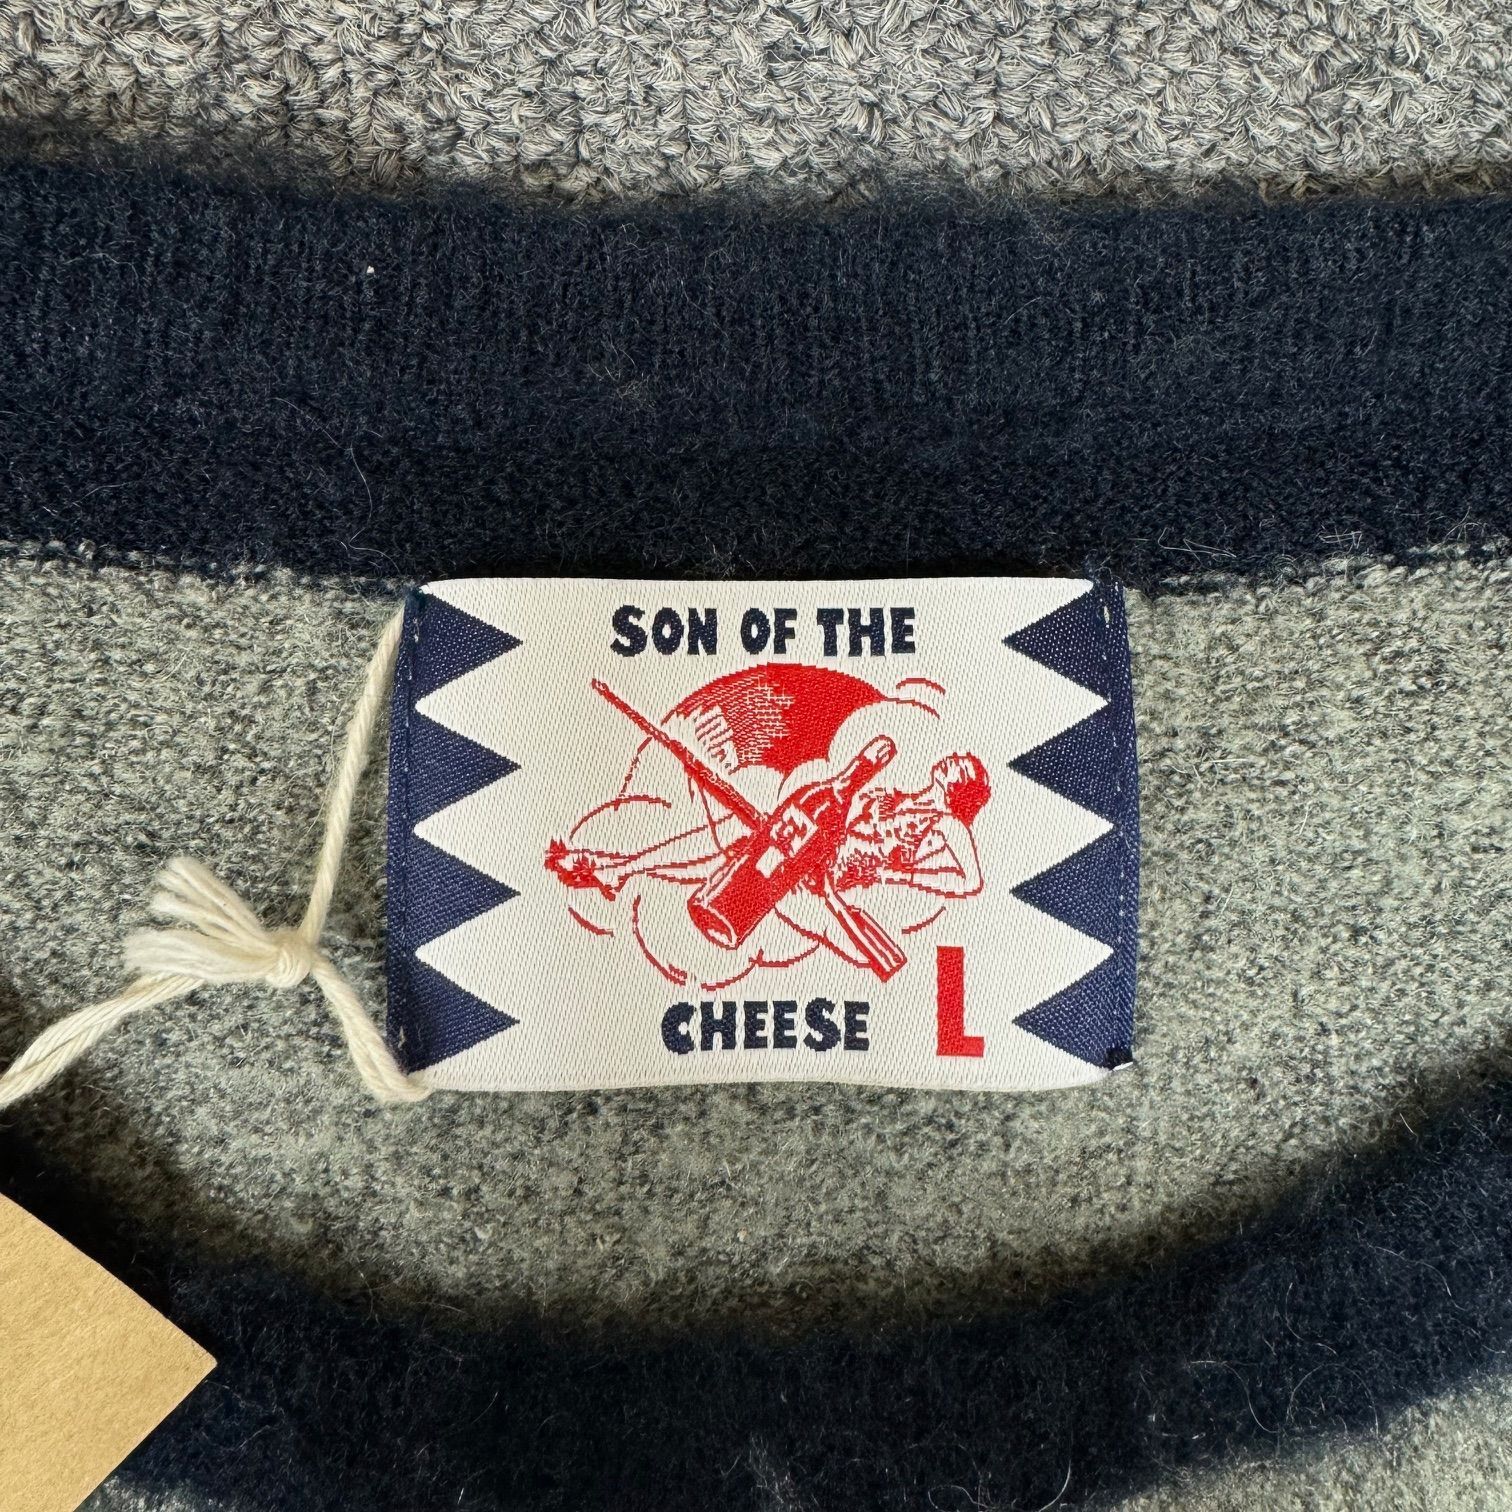 SON OF THE
CHEESE
L